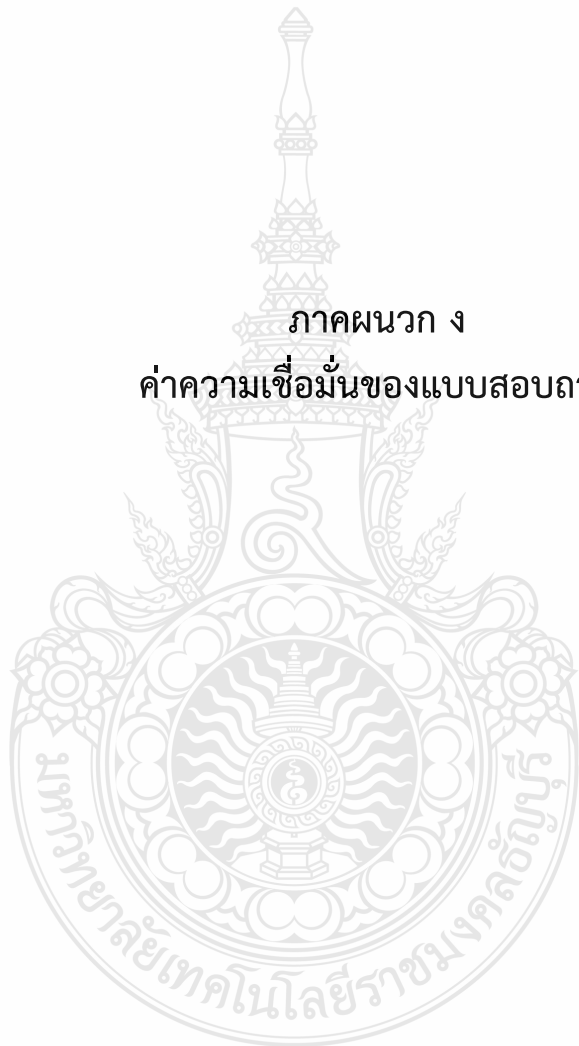 ภาคผนวก ง
ค่าความเชื่อมั่นของแบบสอบ
มหาวิทยาลัยเทคโนโลยีราชมงคลธัญบุรี